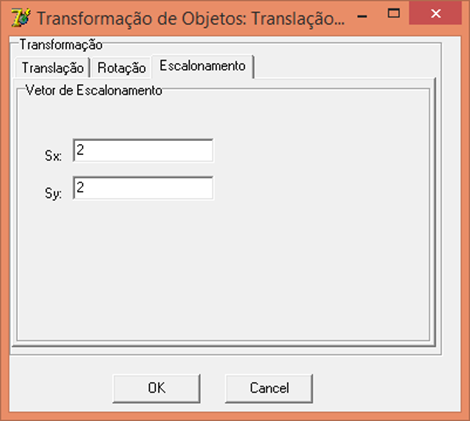 Transformação de Objetos: Translação...
Transformação
Translação Rotação Escalonamento
Vetor de Escalonamento
Sx: 2
Sy: 2
OK Cancel